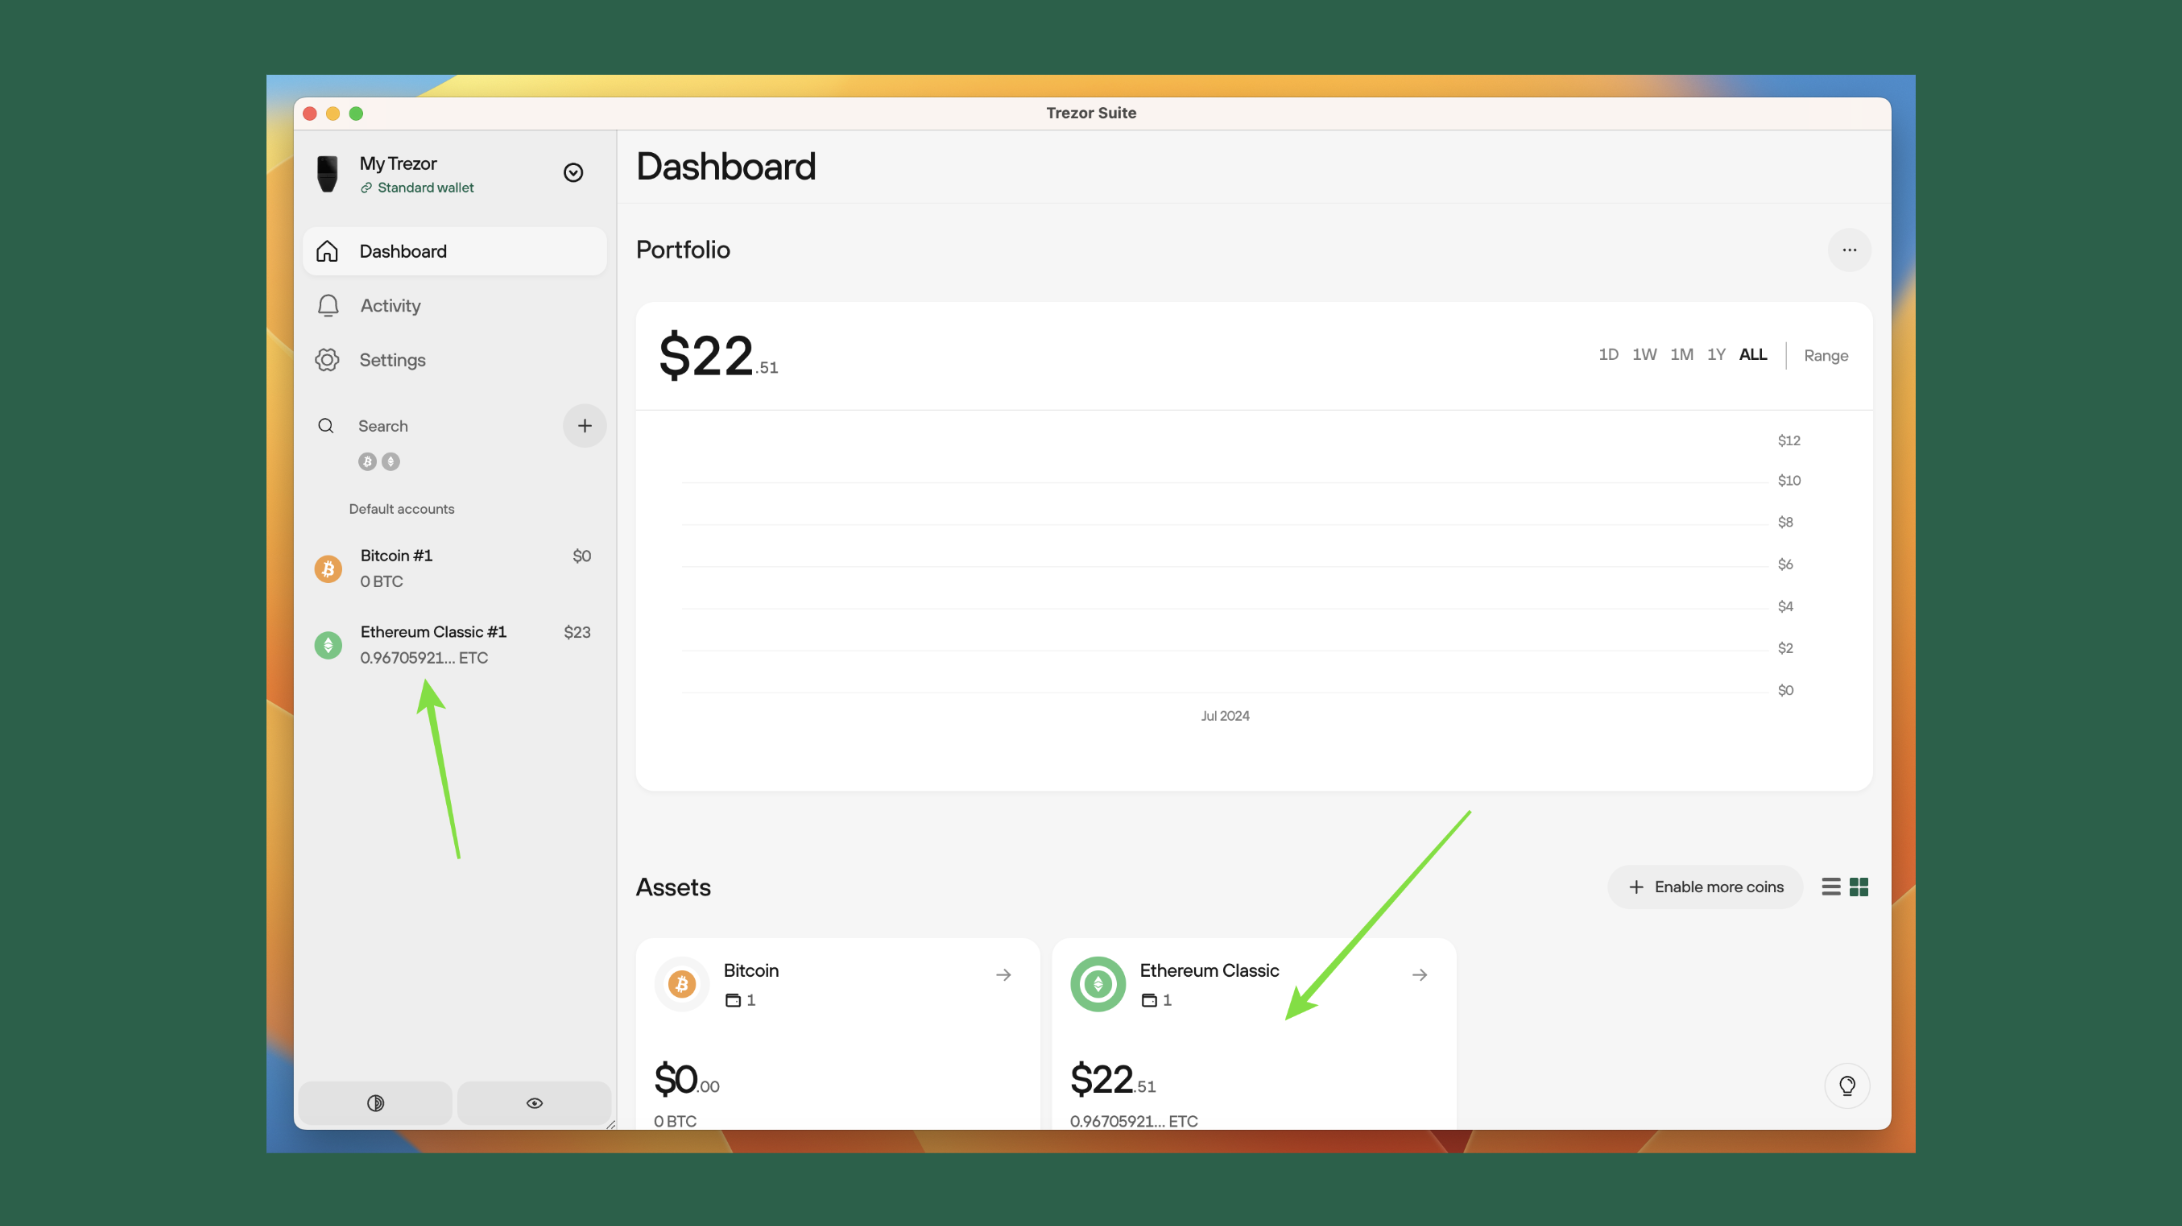 Trezor Suite
My Trezor
Standard wallet
Dashboard
Activity
Settings
Search
Default accounts
Bitcoin #1
$0
0 BTC
Ethereum Classic #1
$23
0.96705921... ETC
Dashboard
Portfolio
$22.51
1D 1W 1M 1Y ALL Range
$12
$10
$8
$6
$4
$2
$0
Jul 2024
Assets
Enable more coins
Bitcoin
1
$0.00
0 BTC
Ethereum Classic
1
$22.51
0.96705921... ETC